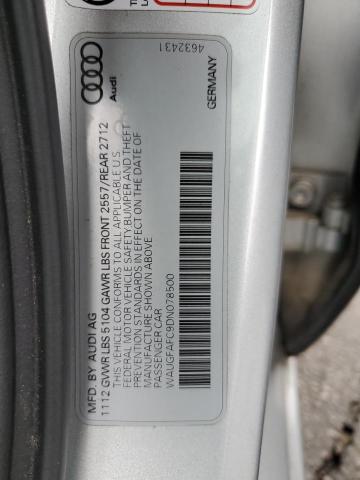 Audi
4632431
GERMANY
MFD. BY AUDI AG
1112 GVWR LBS 5104 GAWR LBS FRONT 2557/REAR 2712
THIS VEHICLE CONFORMS TO ALL APPLICABLE U.S.
FEDERAL MOTOR VEHICLE SAFETY, BUMPER AND THEFT
PREVENTION STANDARDS IN EFFECT ON THE DATE OF
MANUFACTURE SHOWN ABOVE
PASSENGER CAR
WAUGFAFC9DN078500